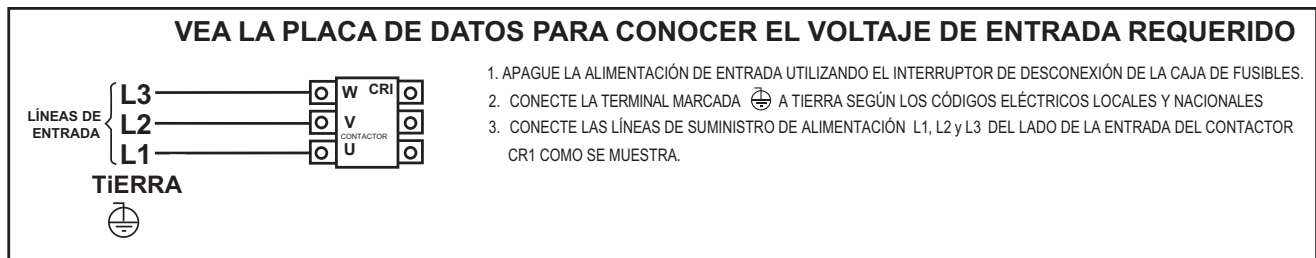 VEA LA PLACA DE DATOS PARA CONOCER EL VOLTAJE DE ENTRADA REQUERIDO
LÍNEAS DE
ENTRADA
L3
L2
L1
TiERRA
W CRI
V
CONTACTOR
U
1. APAGUE LA ALIMENTACIÓN DE ENTRADA UTILIZANDO EL INTERRUPTOR DE DESCONEXIÓN DE LA CAJA DE FUSIBLES.
2. CONECTE LA TERMINAL MARCADA A TIERRA SEGÚN LOS CÓDIGOS ELÉCTRICOS LOCALES Y NACIONALES
3. CONECTE LAS LÍNEAS DE SUMINISTRO DE ALIMENTACIÓN L1, L2 y L3 DEL LADO DE LA ENTRADA DEL CONTACTOR
CR1 COMO SE MUESTRA.